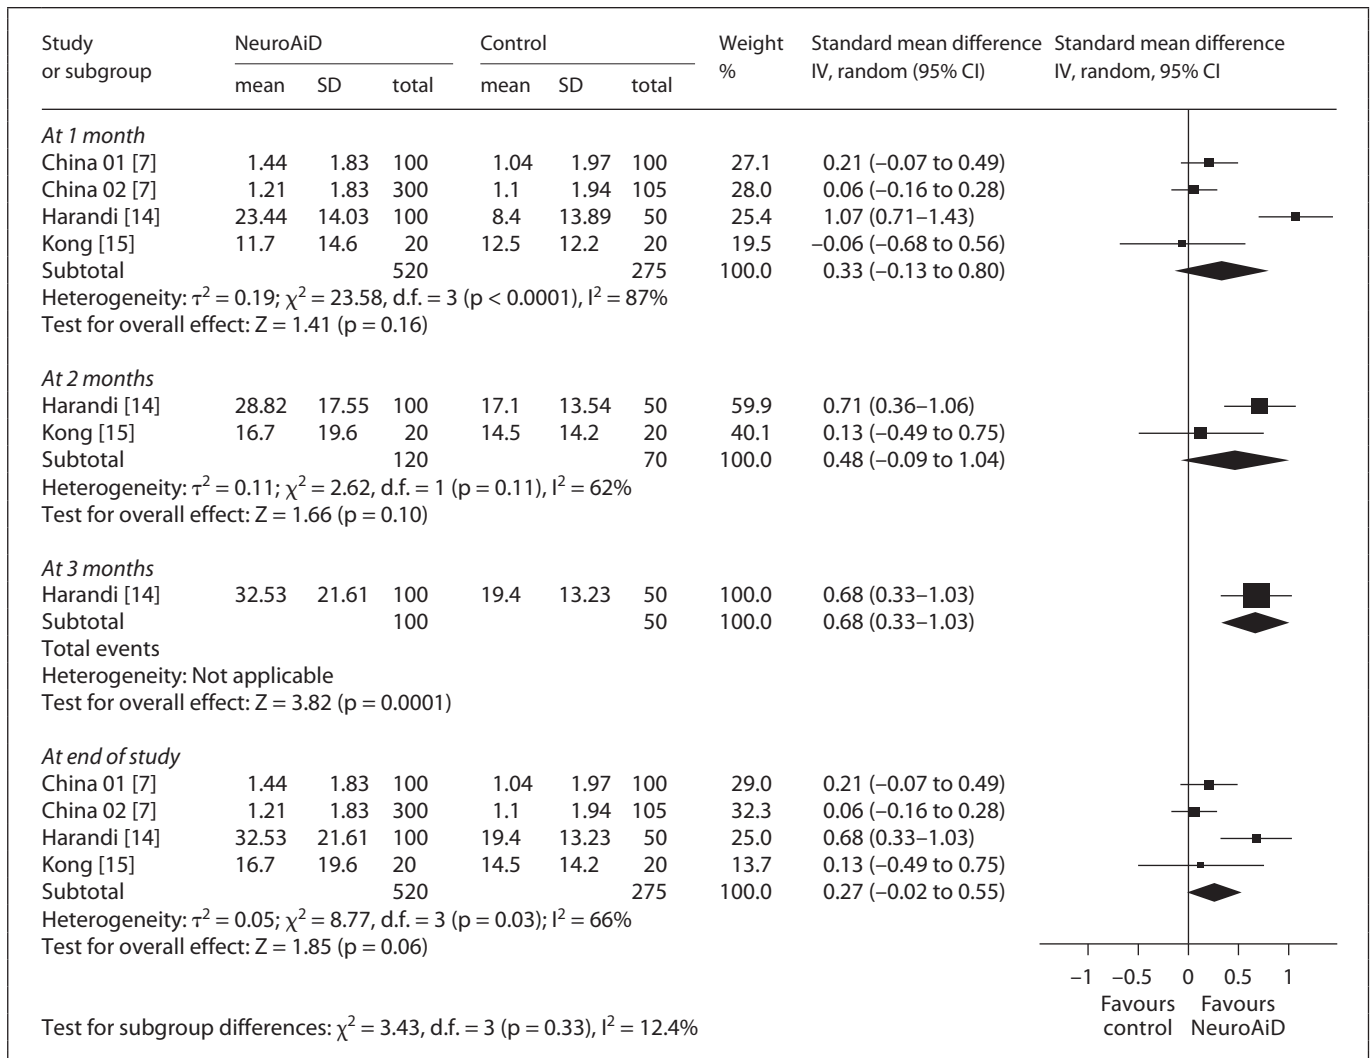 Study NeuroAiD Control Weight Standard mean difference Standard mean difference
or subgroup mean SD total mean SD total % IV, random (95% CI) IV, random, 95% CI
At 1 month
China 01 [7] 1.44 1.83 100 1.04 1.97 100 27.1 0.21 (–0.07 to 0.49)
China 02 [7] 1.21 1.83 300 1.1 1.94 105 28.0 0.06 (–0.16 to 0.28)
Harandi [14] 23.44 14.03 100 8.4 13.89 50 25.4 1.07 (0.71–1.43)
Kong [15] 11.7 14.6 20 12.5 12.2 20 19.5 –0.06 (–0.68 to 0.56)
Subtotal 520 275 100.0 0.33 (–0.13 to 0.80)
Heterogeneity: τ² = 0.19; χ² = 23.58, d.f. = 3 (p < 0.0001), I² = 87%
Test for overall effect: Z = 1.41 (p = 0.16)
At 2 months
Harandi [14] 28.82 17.55 100 17.1 13.54 50 59.9 0.71 (0.36–1.06)
Kong [15] 16.7 19.6 20 14.5 14.2 20 40.1 0.13 (–0.49 to 0.75)
Subtotal 120 70 100.0 0.48 (–0.09 to 1.04)
Heterogeneity: τ² = 0.11; χ² = 2.62, d.f. = 1 (p = 0.11), I² = 62%
Test for overall effect: Z = 1.66 (p = 0.10)
At 3 months
Harandi [14] 32.53 21.61 100 19.4 13.23 50 100.0 0.68 (0.33–1.03)
Subtotal 100 50 100.0 0.68 (0.33–1.03)
Total events
Heterogeneity: Not applicable
Test for overall effect: Z = 3.82 (p = 0.0001)
At end of study
China 01 [7] 1.44 1.83 100 1.04 1.97 100 29.0 0.21 (–0.07 to 0.49)
China 02 [7] 1.21 1.83 300 1.1 1.94 105 32.3 0.06 (–0.16 to 0.28)
Harandi [14] 32.53 21.61 100 19.4 13.23 50 25.0 0.68 (0.33–1.03)
Kong [15] 16.7 19.6 20 14.5 14.2 20 13.7 0.13 (–0.49 to 0.75)
Subtotal 520 275 100.0 0.27 (–0.02 to 0.55)
Heterogeneity: τ² = 0.05; χ² = 8.77, d.f. = 3 (p = 0.03); I² = 66%
Test for overall effect: Z = 1.85 (p = 0.06)
–1 –0.5 0 0.5 1
Favours Favours
control NeuroAiD
Test for subgroup differences: χ² = 3.43, d.f. = 3 (p = 0.33), I² = 12.4%